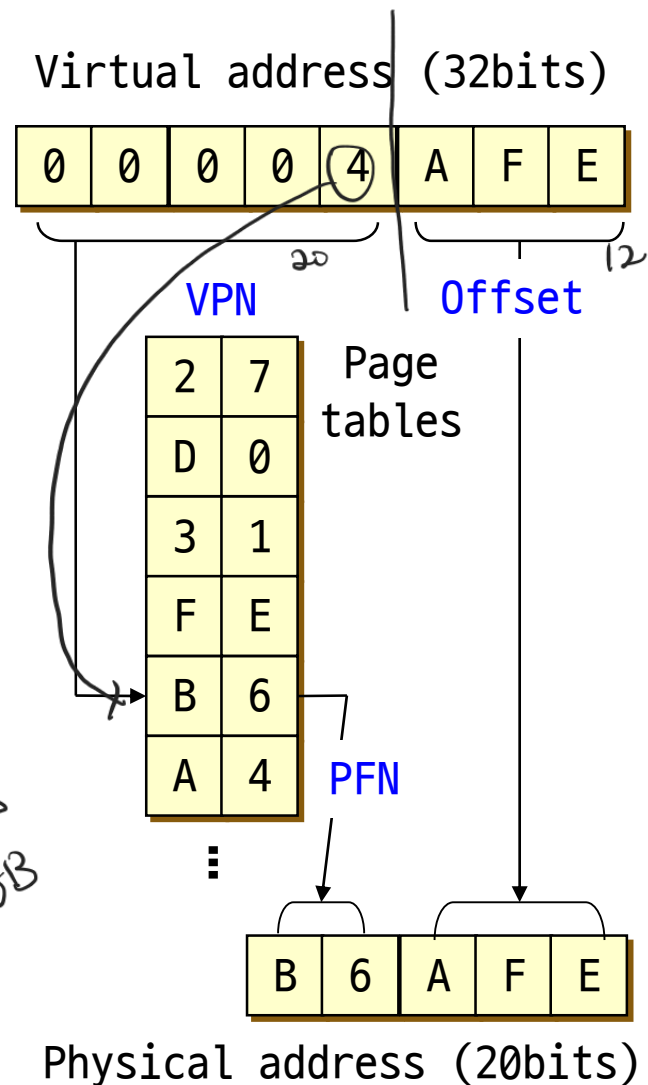 Virtual address (32bits)
0 0 0 0 4 A F E
20 12
VPN Offset
Page
tables
2 7
D 0
3 1
F E
B 6
A 4
PFN
⋮
B 6 A F E
Physical address (20bits)